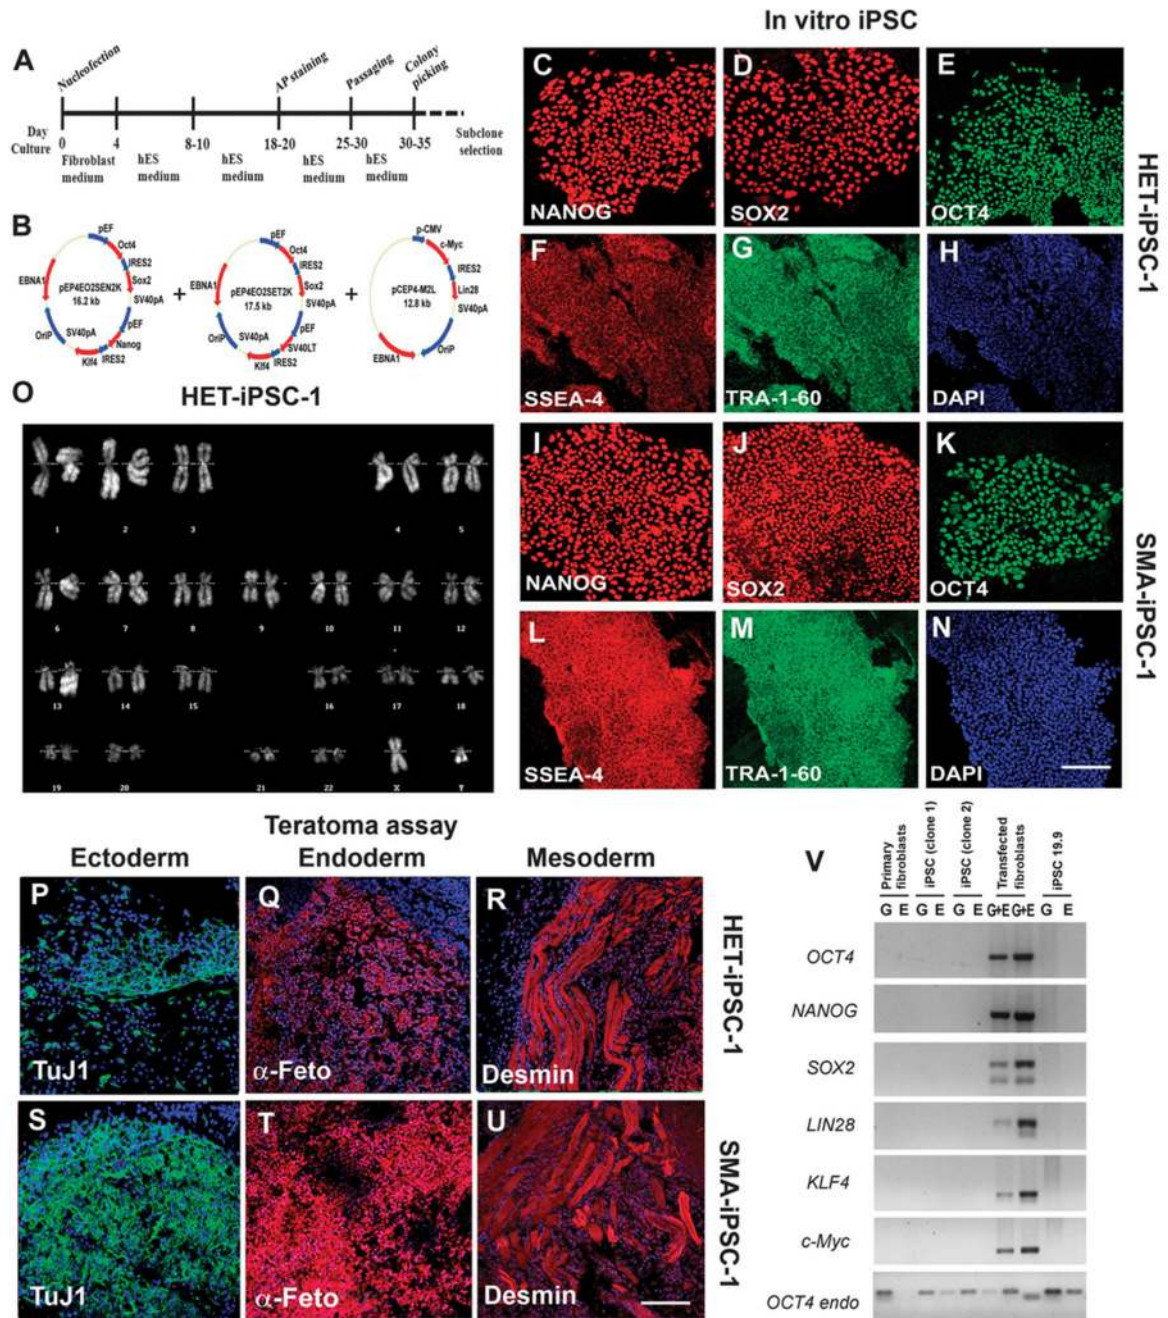 In vitro iPSC
A
Nucleofection
AP staining
Passaging
Colony picking
Day 0 4 8-10 18-20 25-30 30-35 Subclone selection
Culture Fibroblast medium hES medium hES medium hES medium hES medium
B
pEF
Oct4
IRES2
Sox2
SV40pA
pEF
Nanog
IRES2
Klf4
SV40pA
OriP
EBNA1
pEP4EO2SEN2K
16.2 kb
+
pEF
Oct4
IRES2
Sox2
SV40pA
pEF
SV40LT
IRES2
Klf4
SV40pA
OriP
EBNA1
pEP4EO2SET2K
17.5 kb
+
p-CMV
c-Myc
IRES2
Lin28
SV40pA
OriP
EBNA1
pCEP4-M2L
12.8 kb
C
NANOG
D
SOX2
E
OCT4
F
SSEA-4
G
TRA-1-60
H
DAPI
HET-iPSC-1
I
NANOG
J
SOX2
K
OCT4
L
SSEA-4
M
TRA-1-60
N
DAPI
SMA-iPSC-1
O
HET-iPSC-1
1 2 3 4 5
6 7 8 9 10 11 12
13 14 15 16 17 18
19 20 21 22 X Y
Teratoma assay
Ectoderm Endoderm Mesoderm
P
TuJ1
Q
α-Feto
R
Desmin
HET-iPSC-1
S
TuJ1
T
α-Feto
U
Desmin
SMA-iPSC-1
V
Primary fibroblasts
iPSC (clone 1)
iPSC (clone 2)
Transfected fibroblasts
iPSC 19.9
G E G E G E G+E G+E G E
OCT4
NANOG
SOX2
LIN28
KLF4
c-Myc
OCT4 endo